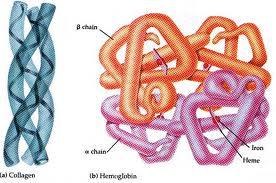 β chain
α chain
Iron
Heme
(a) Collagen
(b) Hemoglobin